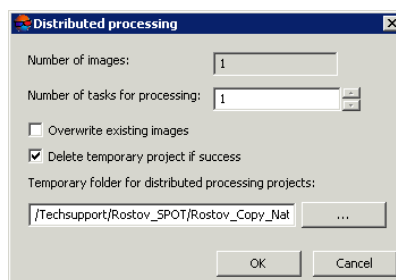 Distributed processing
Number of images: 1
Number of tasks for processing: 1
Overwrite existing images
Delete temporary project if success
Temporary folder for distributed processing projects:
/Techsupport/Rostov_SPOT/Rostov_Copy_Nat ...
OK Cancel